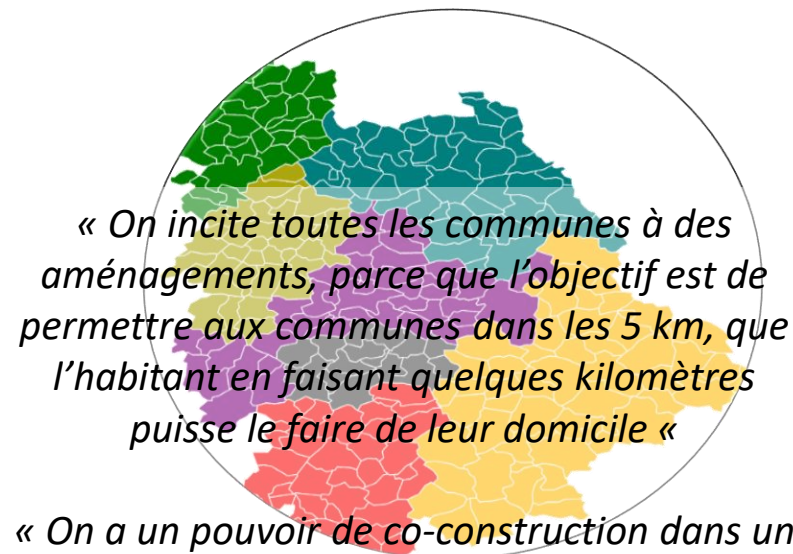 « On incite toutes les communes à des
aménagements, parce que l’objectif est de
permettre aux communes dans les 5 km, que
l’habitant en faisant quelques kilomètres
puisse le faire de leur domicile «
« On a un pouvoir de co-construction dans un